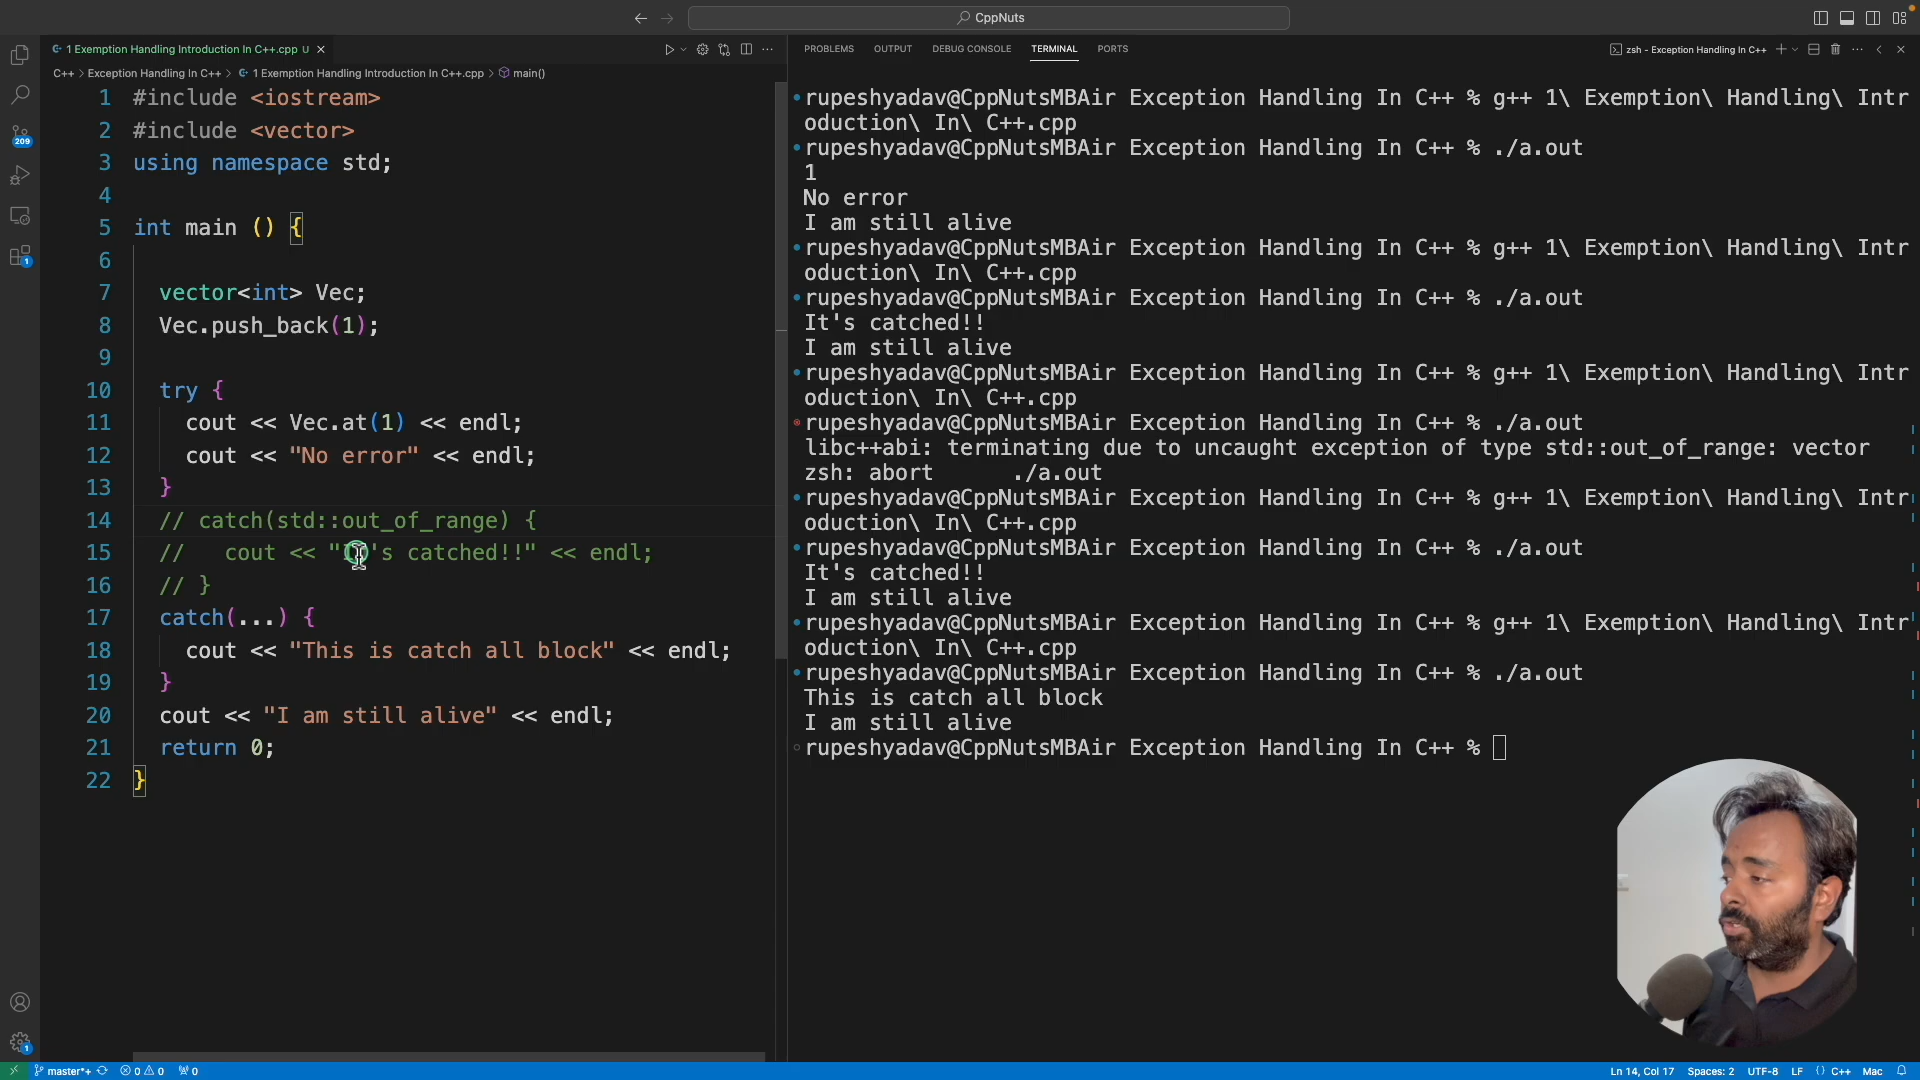 CppNuts
1 Exemption Handling Introduction In C++.cpp U
C++ > Exception Handling In C++ > 1 Exemption Handling Introduction In C++.cpp > main()
1 #include <iostream>
2 #include <vector>
3 using namespace std;
4
5 int main () {
6
7 vector<int> Vec;
8 Vec.push_back(1);
9
10 try {
11 cout << Vec.at(1) << endl;
12 cout << "No error" << endl;
13 }
14 // catch(std::out_of_range) {
15 // cout << "It's catched!!" << endl;
16 // }
17 catch(...) {
18 cout << "This is catch all block" << endl;
19 }
20 cout << "I am still alive" << endl;
21 return 0;
22 }
PROBLEMS OUTPUT DEBUG CONSOLE TERMINAL PORTS
zsh - Exception Handling In C++
rupeshyadav@CppNutsMBAir Exception Handling In C++ % g++ 1\ Exemption\ Handling\ Intr
oduction\ In\ C++.cpp
rupeshyadav@CppNutsMBAir Exception Handling In C++ % ./a.out
1
No error
I am still alive
rupeshyadav@CppNutsMBAir Exception Handling In C++ % g++ 1\ Exemption\ Handling\ Intr
oduction\ In\ C++.cpp
rupeshyadav@CppNutsMBAir Exception Handling In C++ % ./a.out
It's catched!!
I am still alive
rupeshyadav@CppNutsMBAir Exception Handling In C++ % g++ 1\ Exemption\ Handling\ Intr
oduction\ In\ C++.cpp
rupeshyadav@CppNutsMBAir Exception Handling In C++ % ./a.out
libc++abi: terminating due to uncaught exception of type std::out_of_range: vector
zsh: abort ./a.out
rupeshyadav@CppNutsMBAir Exception Handling In C++ % g++ 1\ Exemption\ Handling\ Intr
oduction\ In\ C++.cpp
rupeshyadav@CppNutsMBAir Exception Handling In C++ % ./a.out
It's catched!!
I am still alive
rupeshyadav@CppNutsMBAir Exception Handling In C++ % g++ 1\ Exemption\ Handling\ Intr
oduction\ In\ C++.cpp
rupeshyadav@CppNutsMBAir Exception Handling In C++ % ./a.out
This is catch all block
I am still alive
rupeshyadav@CppNutsMBAir Exception Handling In C++ %
209
1
1
master*+ 0 0 0
Ln 14, Col 17 Spaces: 2 UTF-8 LF {} C++ Mac